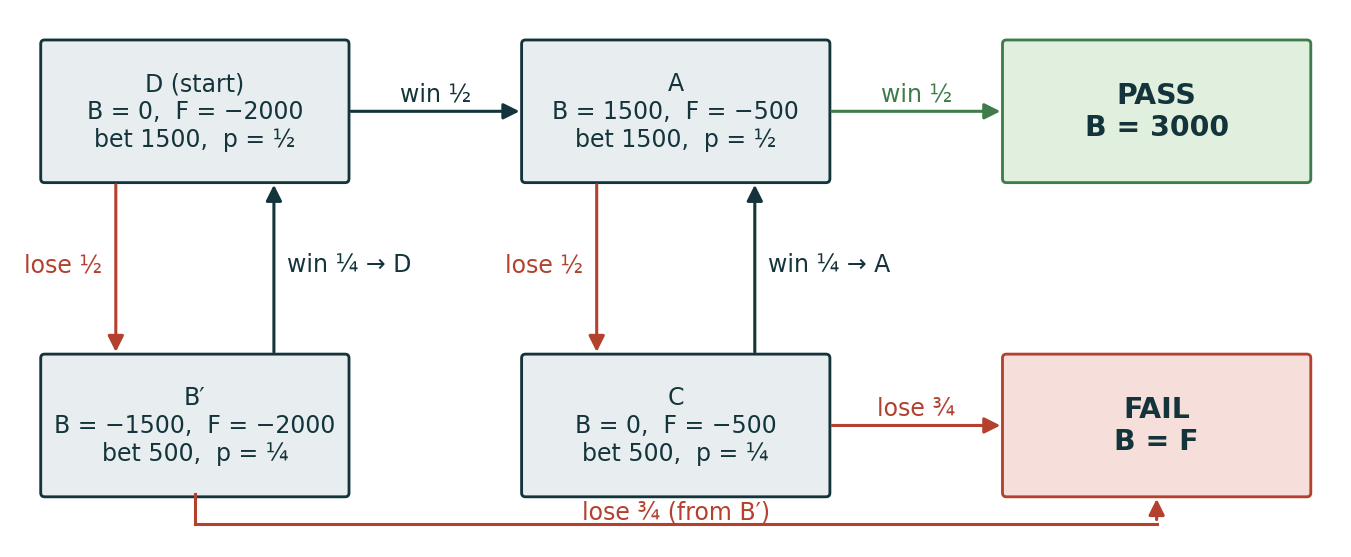 D (start)
B = 0,  F = −2000
bet 1500,  p = ½
win ½
A
B = 1500,  F = −500
bet 1500,  p = ½
win ½
PASS
B = 3000
lose ½
win ¼ → D
lose ½
win ¼ → A
B′
B = −1500,  F = −2000
bet 500,  p = ¼
C
B = 0,  F = −500
bet 500,  p = ¼
lose ¾
FAIL
B = F
lose ¾ (from B′)